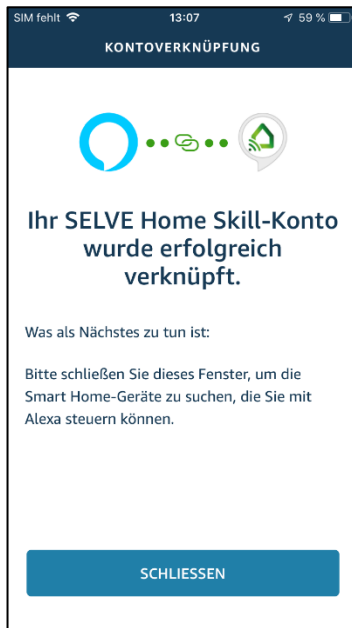 SIM fehlt 13:07 59 %
KONTOVERKNÜPFUNG
Ihr SELVE Home Skill-Konto
wurde erfolgreich
verknüpft.
Was als Nächstes zu tun ist:
Bitte schließen Sie dieses Fenster, um die
Smart Home-Geräte zu suchen, die Sie mit
Alexa steuern können.
SCHLIESSEN